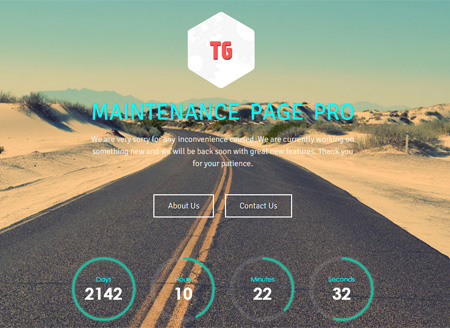 TG
MAINTENANCE PAGE PRO
We are very sorry for any inconvenience caused. We are currently working on
something new and we will be back soon with great new features. Thank you
for your patience.
About Us
Contact Us
Days
Hours
Minutes
Seconds
2142
10
22
32